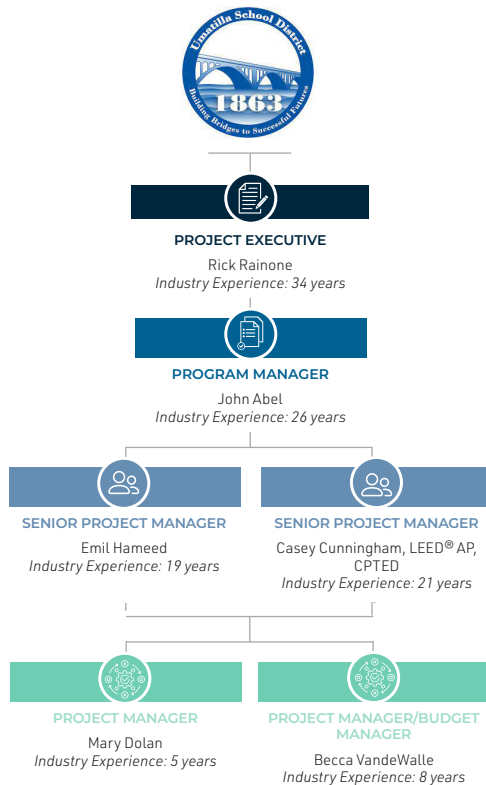 Umatilla School District
1863
Building Bridges to Successful Futures
PROJECT EXECUTIVE
Rick Rainone
Industry Experience: 34 years
PROGRAM MANAGER
John Abel
Industry Experience: 26 years
SENIOR PROJECT MANAGER
Emil Hameed
Industry Experience: 19 years
SENIOR PROJECT MANAGER
Casey Cunningham, LEED® AP,
CPTED
Industry Experience: 21 years
PROJECT MANAGER
Mary Dolan
Industry Experience: 5 years
PROJECT MANAGER/BUDGET
MANAGER
Becca VandeWalle
Industry Experience: 8 years